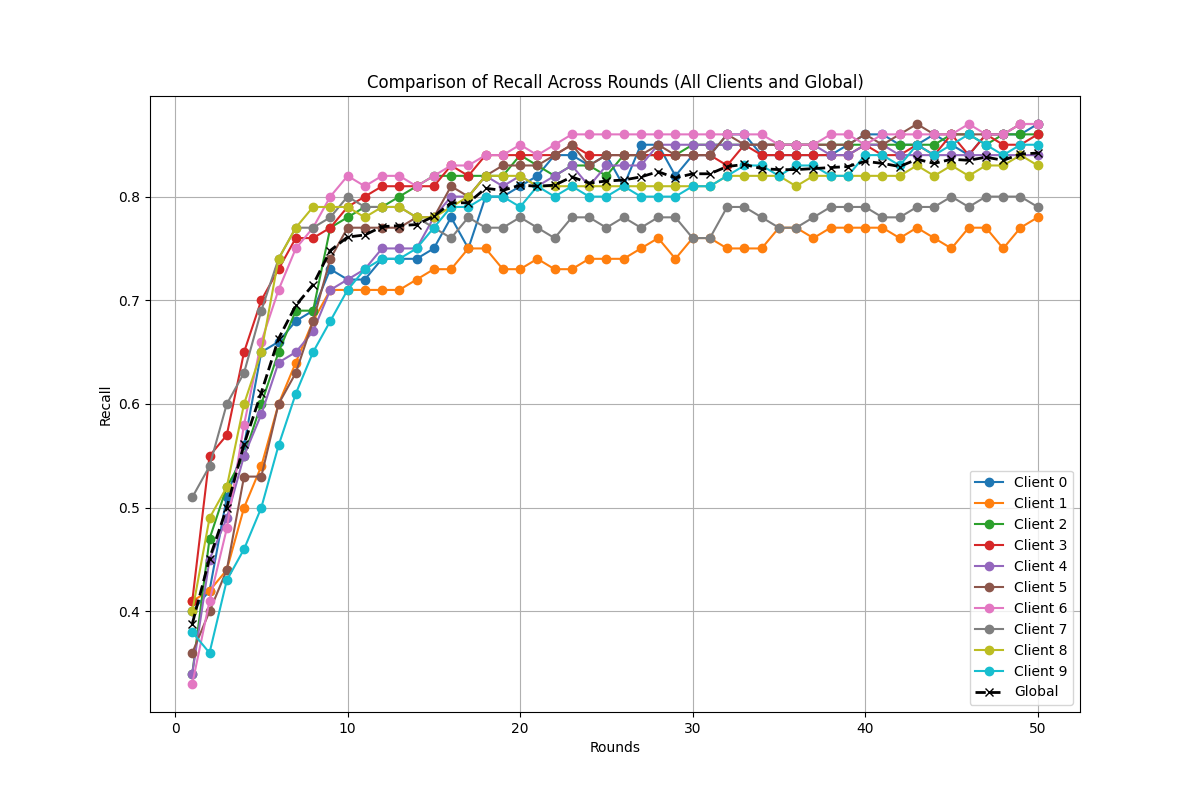 Comparison of Recall Across Rounds (All Clients and Global)
Recall
0.8
0.7
0.6
0.5
0.4
0
10
20
30
40
50
Rounds
Client 0
Client 1
Client 2
Client 3
Client 4
Client 5
Client 6
Client 7
Client 8
Client 9
Global